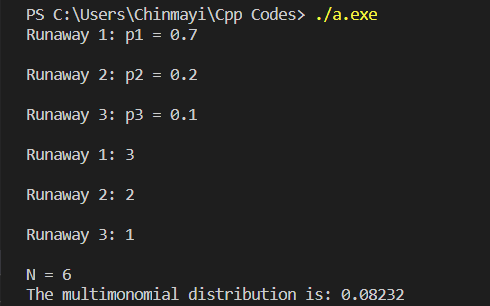 PS C:\Users\Chinmayi\Cpp Codes> ./a.exe
Runaway 1: p1 = 0.7
Runaway 2: p2 = 0.2
Runaway 3: p3 = 0.1
Runaway 1: 3
Runaway 2: 2
Runaway 3: 1
N = 6
The multimonomial distribution is: 0.08232